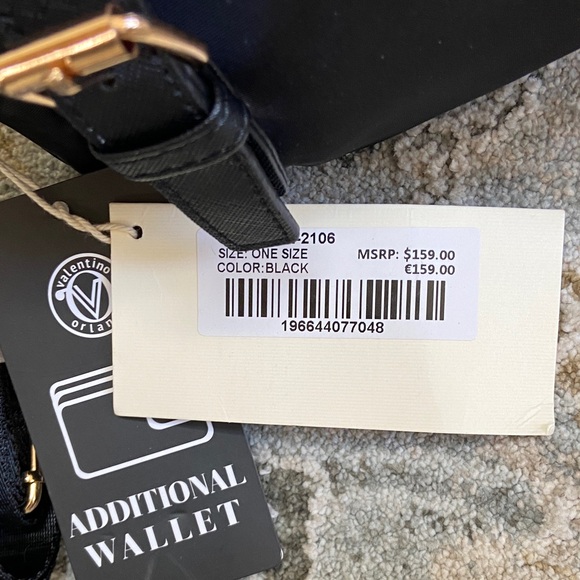 -2106
SIZE: ONE SIZE MSRP: $159.00
COLOR:BLACK €159.00
196644077048
valentino
V
orlan
ADDITIONAL
WALLET